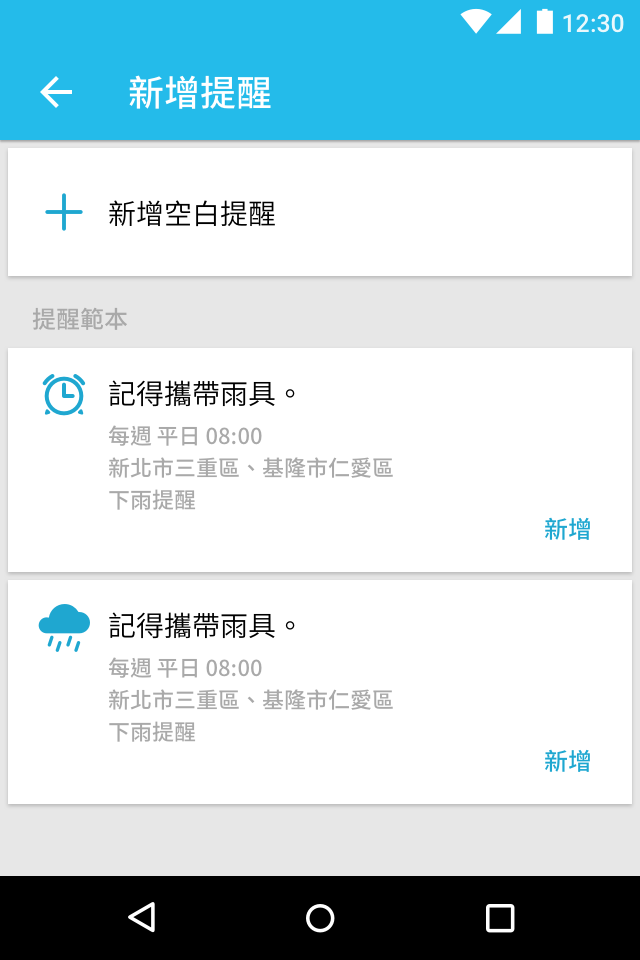 12:30
新增提醒
新增空白提醒
提醒範本
記得攜帶雨具。
每週 平日 08:00
新北市三重區、基隆市仁愛區
下雨提醒
新增
記得攜帶雨具。
每週 平日 08:00
新北市三重區、基隆市仁愛區
下雨提醒
新增